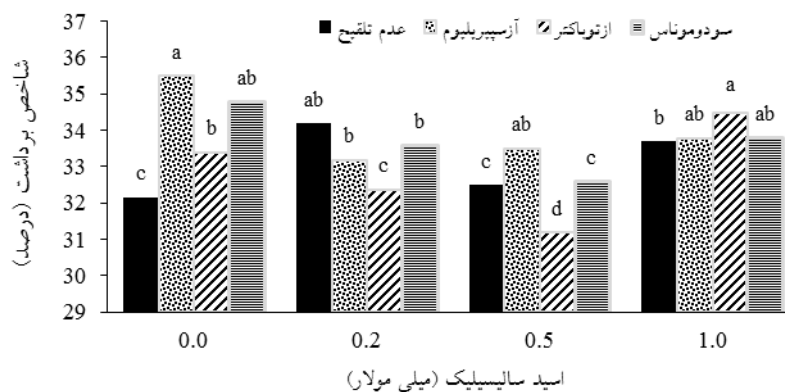 عدم تلقیح آزسپیریلیوم ازتوباکتر سودوموناس
شاخص برداشت (درصد)
37
36
35
34
33
32
31
30
29
c a b ab
ab b c b
c ab d c
b ab a ab
0.0 0.2 0.5 1.0
اسید سالیسیلیک (میلی مولار)